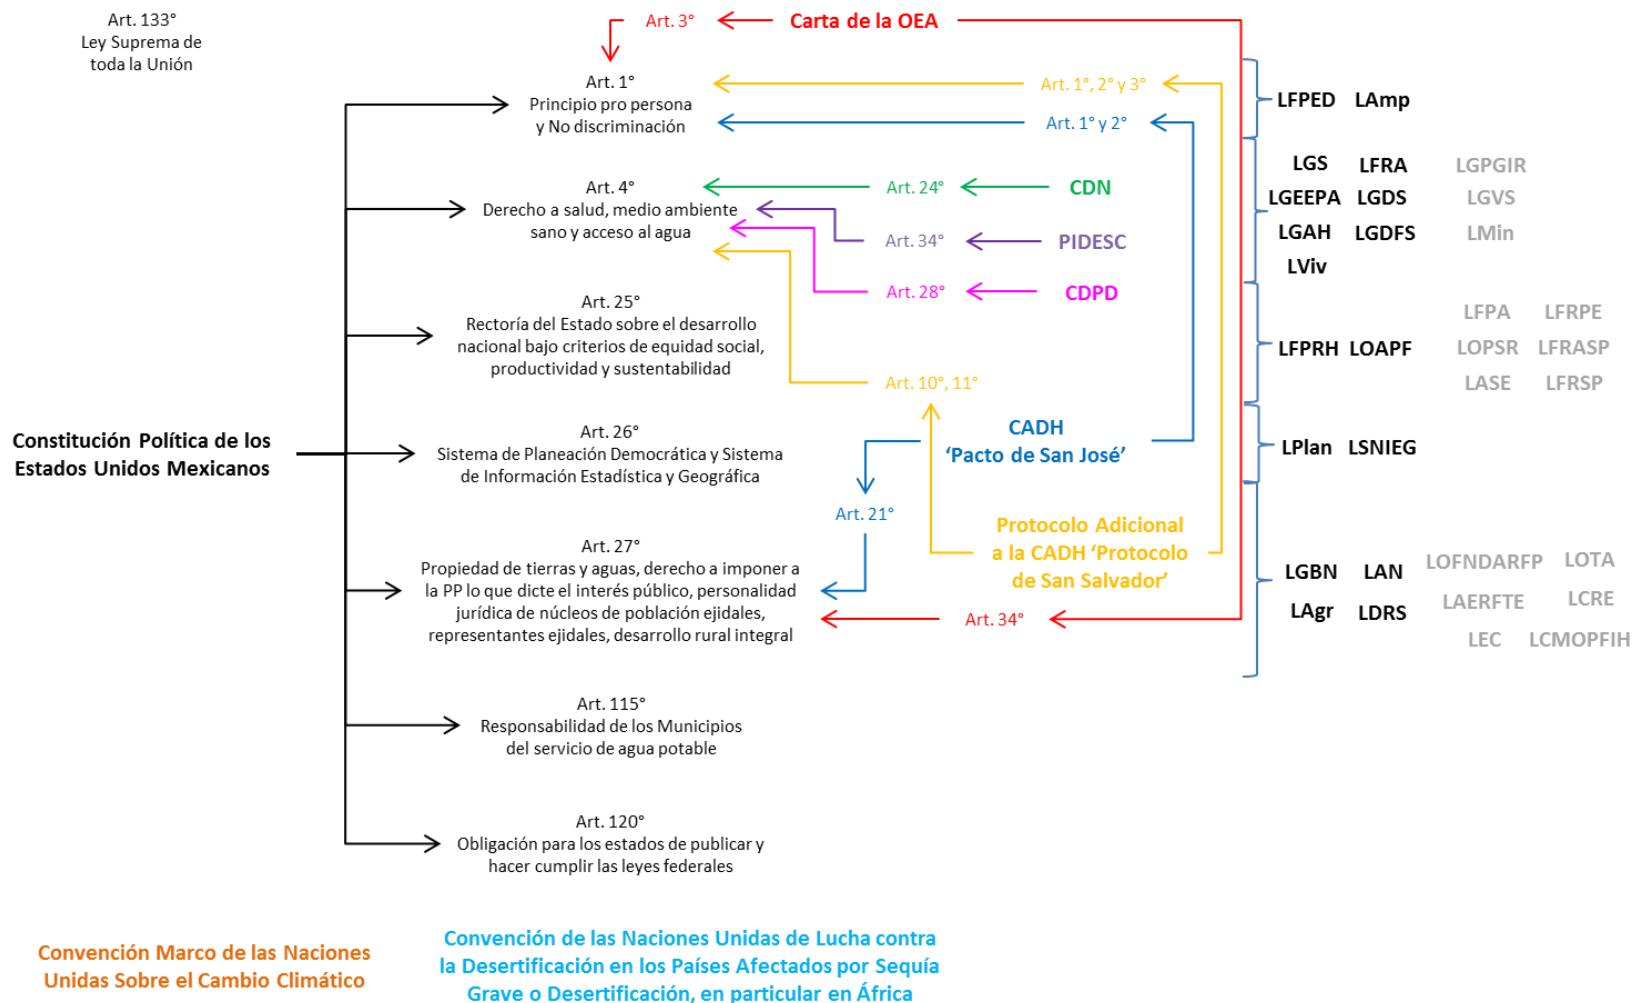 Art. 133°
Ley Suprema de
toda la Unión
Art. 3°
Carta de la OEA
Art. 1°
Principio pro persona
y No discriminación
Art. 1°, 2° y 3°
Art. 1° y 2°
LFPED LAmp
Art. 4°
Derecho a salud, medio ambiente
sano y acceso al agua
Art. 24°
CDN
Art. 34°
PIDESC
Art. 28°
CDPD
LGS LFRA LGPGIR
LGEEPA LGDS LGVS
LGAH LGDFS LMin
LViv
Art. 25°
Rectoría del Estado sobre el desarrollo
nacional bajo criterios de equidad social,
productividad y sustentabilidad
Art. 10°, 11°
LFPA LFRPE
LFPRH LOAPF LOPSR LFRASP
LASE LFRSP
Constitución Política de los
Estados Unidos Mexicanos
Art. 26°
Sistema de Planeación Democrática y Sistema
de Información Estadística y Geográfica
CADH
‘Pacto de San José’
LPlan LSNIEG
Art. 21°
Protocolo Adicional
a la CADH ‘Protocolo
de San Salvador’
Art. 27°
Propiedad de tierras y aguas, derecho a imponer a
la PP lo que dicte el interés público, personalidad
jurídica de núcleos de población ejidales,
representantes ejidales, desarrollo rural integral
Art. 34°
LGBN LAN LOFNDARFP LOTA
LAgr LDRS LAERFTE LCRE
LEC LCMOPFIH
Art. 115°
Responsabilidad de los Municipios
del servicio de agua potable
Art. 120°
Obligación para los estados de publicar y
hacer cumplir las leyes federales
Convención Marco de las Naciones
Unidas Sobre el Cambio Climático
Convención de las Naciones Unidas de Lucha contra
la Desertificación en los Países Afectados por Sequía
Grave o Desertificación, en particular en África